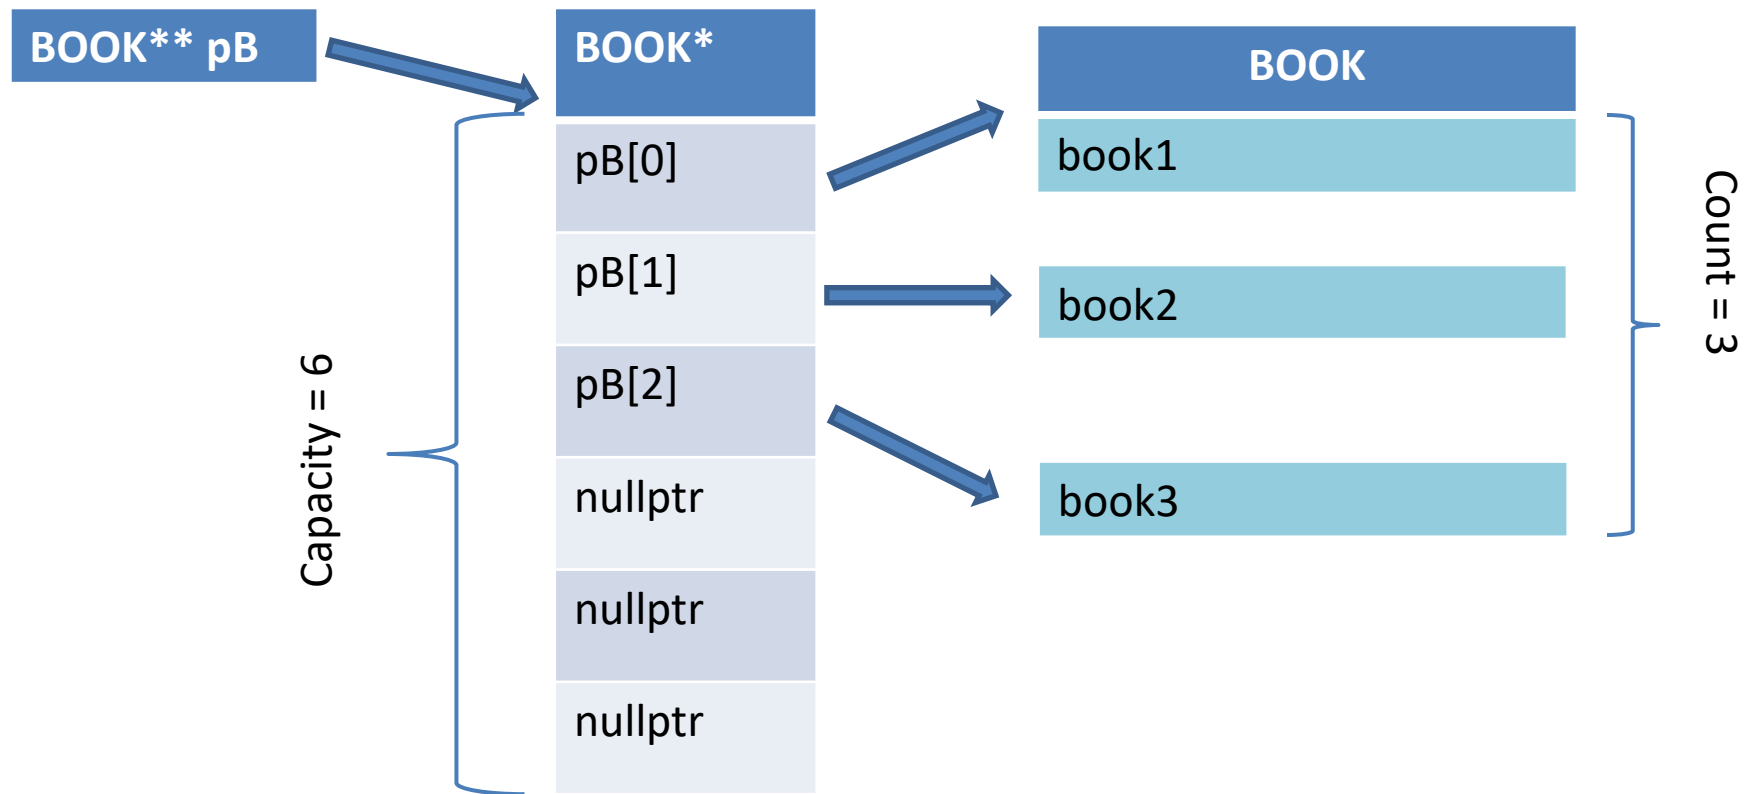 BOOK** pB
BOOK*
BOOK
pB[0]
book1
pB[1]
book2
pB[2]
book3
nullptr
nullptr
nullptr
Capacity = 6
Count = 3